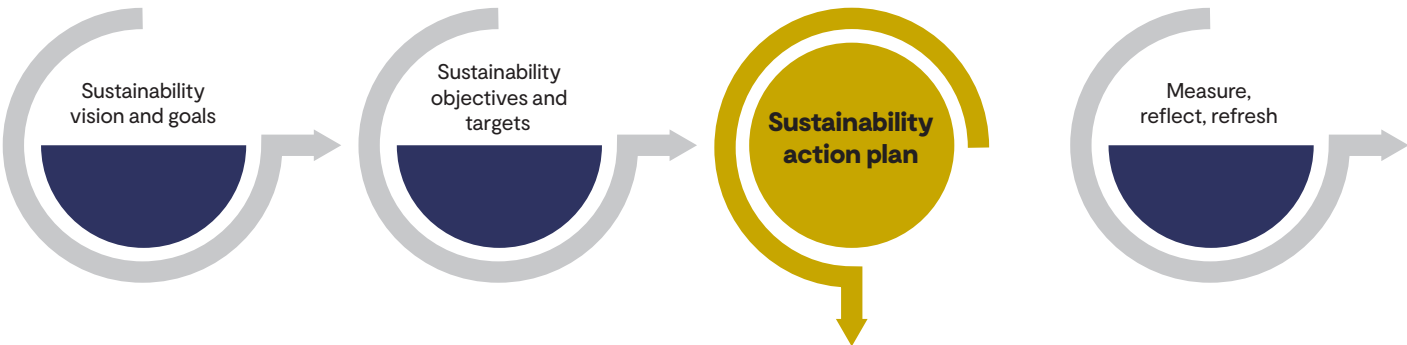 Sustainability
vision and goals
Sustainability
objectives and
targets
Sustainability
action plan
Measure,
reflect, refresh